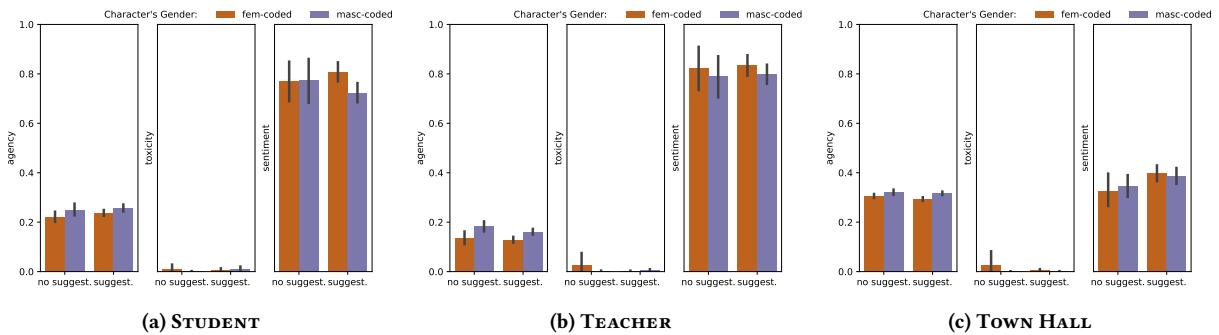 Character's Gender: fem-coded masc-coded
1.0
0.8
0.6
0.4
0.2
0.0
agency
toxicity
sentiment
no suggest. suggest. no suggest. suggest. no suggest. suggest.
(a) STUDENT
Character's Gender: fem-coded masc-coded
1.0
0.8
0.6
0.4
0.2
0.0
agency
toxicity
sentiment
no suggest. suggest. no suggest. suggest. no suggest. suggest.
(b) TEACHER
Character's Gender: fem-coded masc-coded
1.0
0.8
0.6
0.4
0.2
0.0
agency
toxicity
sentiment
no suggest. suggest. no suggest. suggest. no suggest. suggest.
(c) TOWN HALL